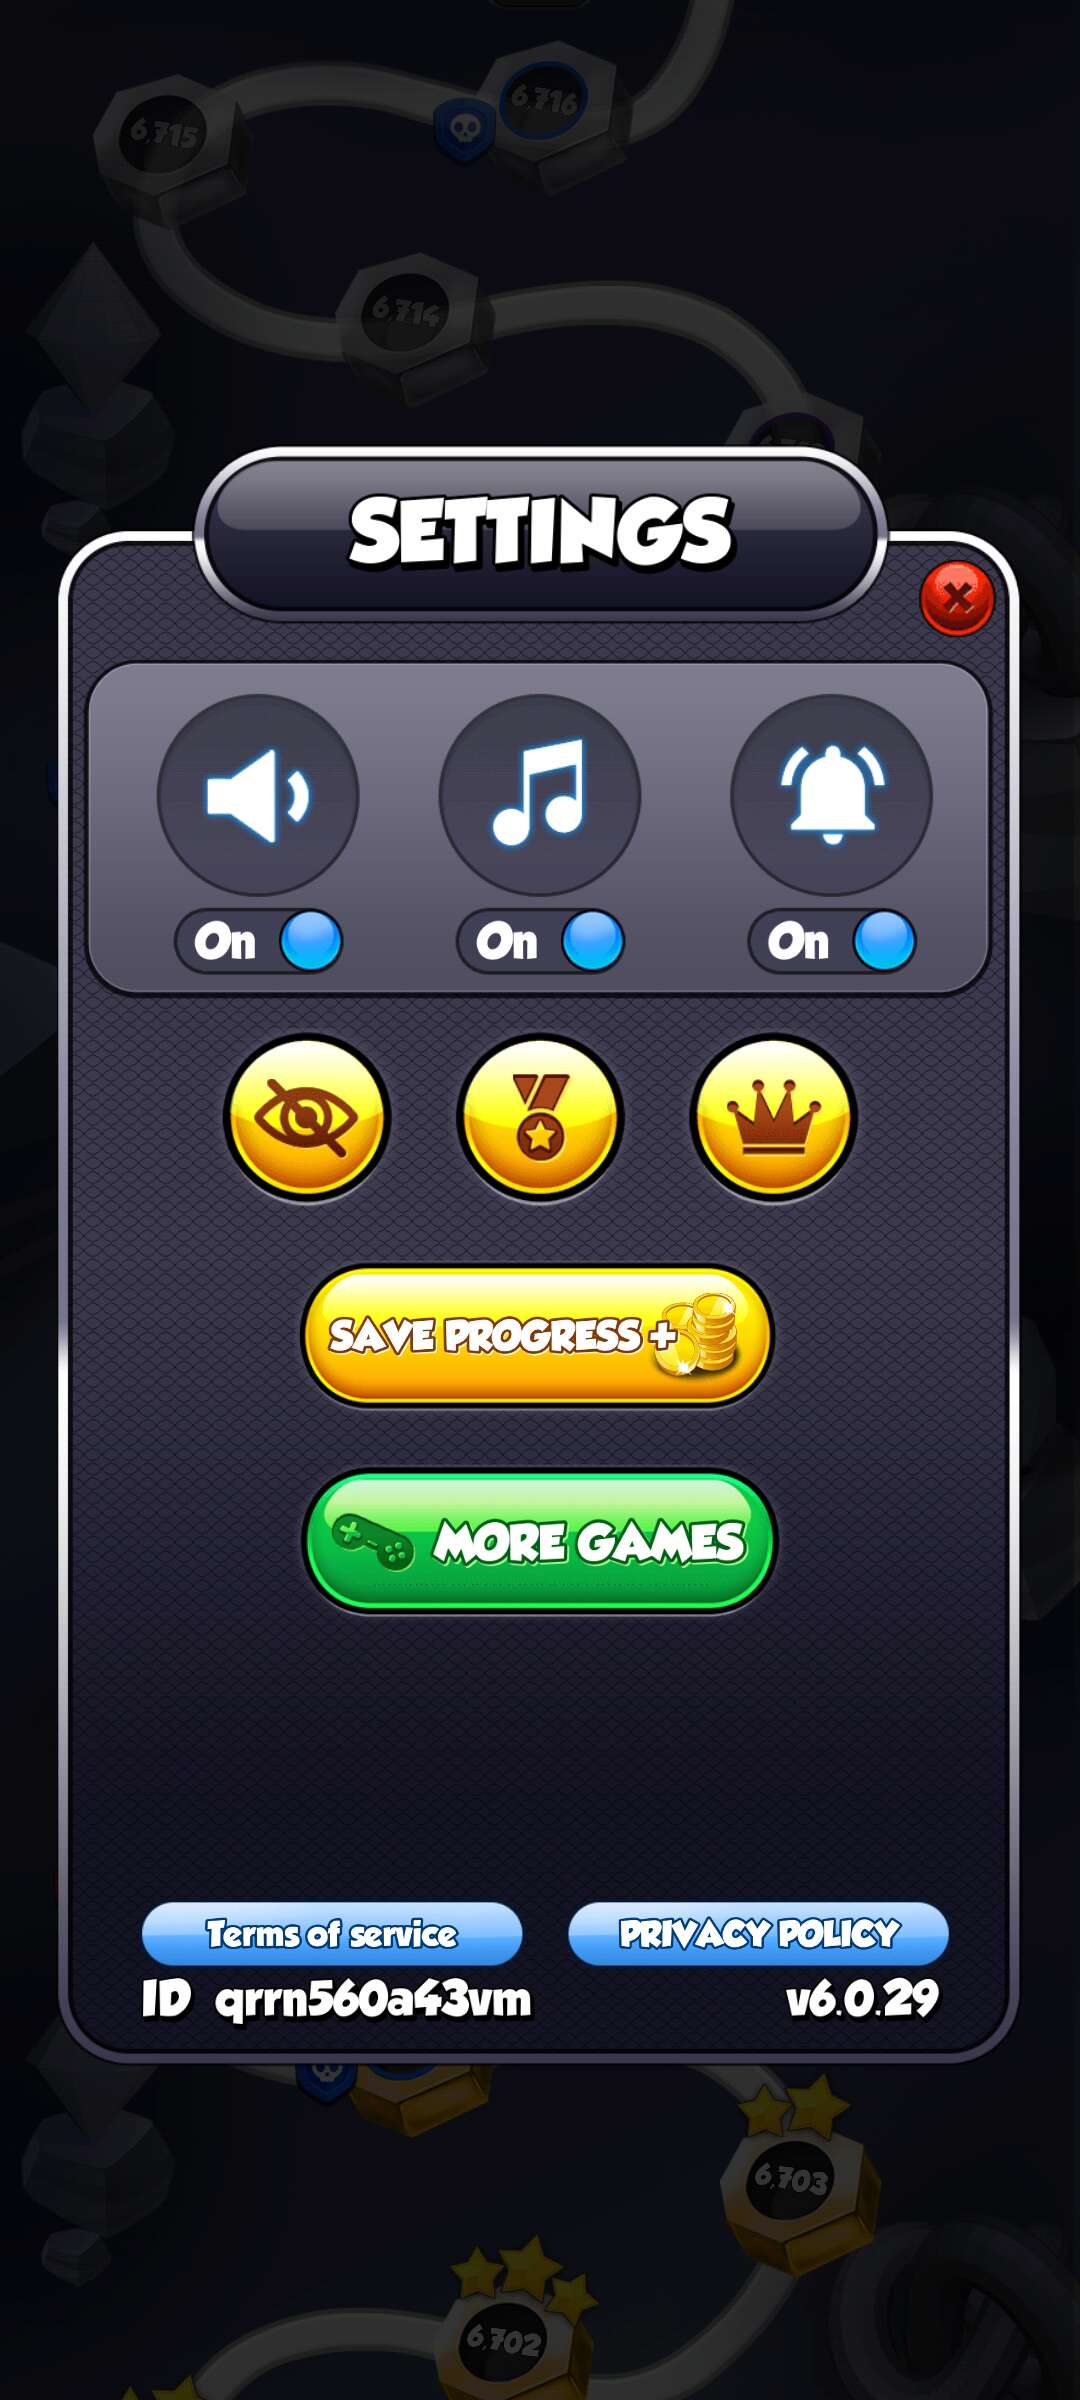 6,715
6,716
6,714
SETTINGS
On On On
SAVE PROGRESS +
MORE GAMES
Terms of service PRIVACY POLICY
ID qrrn560a43vm v6.0.29
6,703
6,702